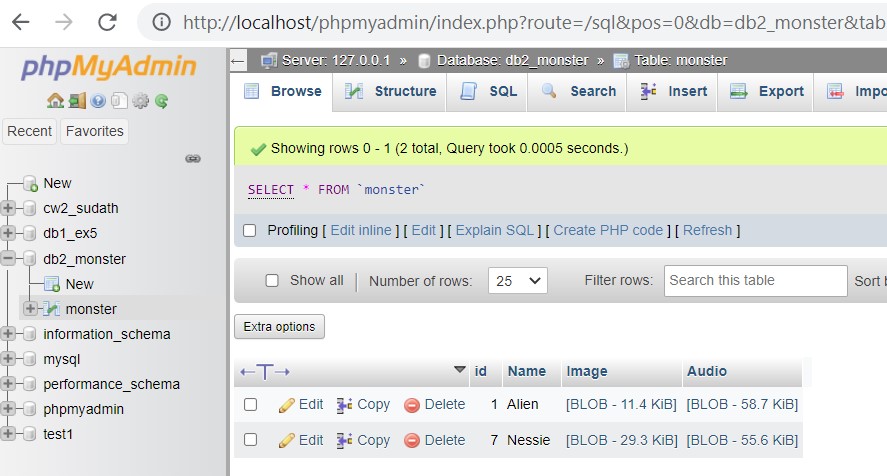 http://localhost/phpmyadmin/index.php?route=/sql&pos=0&db=db2_monster&tab
phpMyAdmin
Recent Favorites
New
cw2_sudath
db1_ex5
db2_monster
New
monster
information_schema
mysql
performance_schema
phpmyadmin
test1
Server: 127.0.0.1 » Database: db2_monster » Table: monster
Browse Structure SQL Search Insert Export Impo
Showing rows 0 - 1 (2 total, Query took 0.0005 seconds.)
SELECT * FROM `monster`
Profiling [ Edit inline ] [ Edit ] [ Explain SQL ] [ Create PHP code ] [ Refresh ]
Show all Number of rows: 25 Filter rows: Search this table Sort b
Extra options
id Name Image Audio
Edit Copy Delete 1 Alien [BLOB - 11.4 KiB] [BLOB - 58.7 KiB]
Edit Copy Delete 7 Nessie [BLOB - 29.3 KiB] [BLOB - 55.6 KiB]